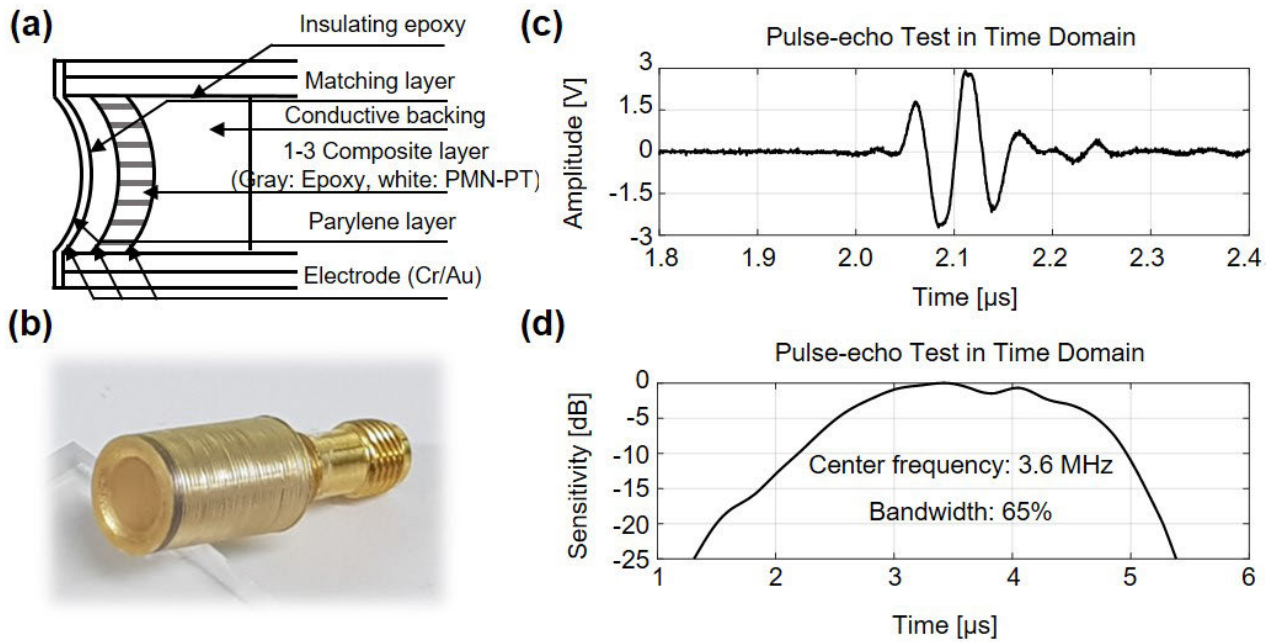 (a)
Insulating epoxy
Matching layer
Conductive backing
1-3 Composite layer
(Gray: Epoxy, white: PMN-PT)
Parylene layer
Electrode (Cr/Au)
(b)
(c)
Pulse-echo Test in Time Domain
Amplitude [V]
3
1.5
0
-1.5
-3
1.8 1.9 2.0 2.1 2.2 2.3 2.4
Time [µs]
(d)
Pulse-echo Test in Time Domain
Sensitivity [dB]
0
-5
-10
-15
-20
-25
Center frequency: 3.6 MHz
Bandwidth: 65%
1 2 3 4 5 6
Time [µs]